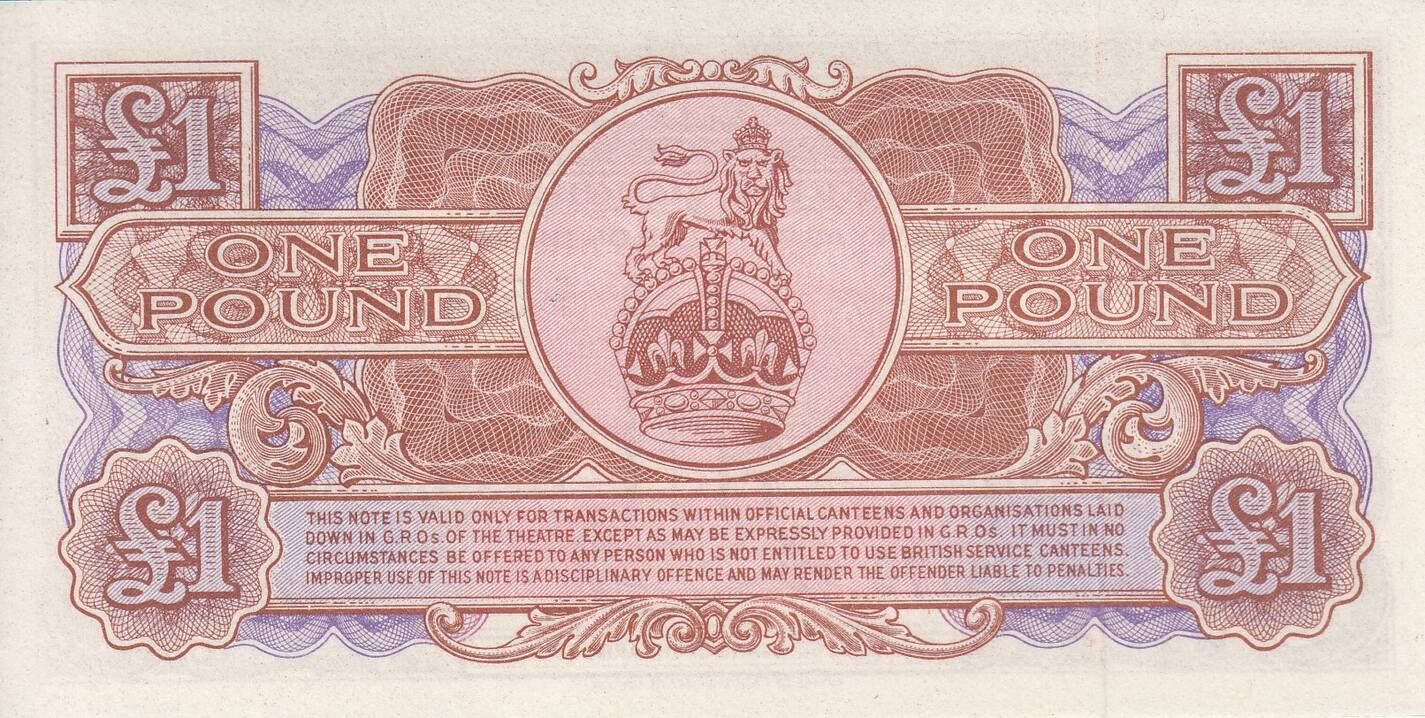 £1
£1
ONE
POUND
ONE
POUND
THIS NOTE IS VALID ONLY FOR TRANSACTIONS WITHIN OFFICIAL CANTEENS AND ORGANISATIONS LAID
DOWN IN G.R.Os. OF THE THEATRE. EXCEPT AS MAY BE EXPRESSLY PROVIDED IN G.R.Os. IT MUST IN NO
CIRCUMSTANCES BE OFFERED TO ANY PERSON WHO IS NOT ENTITLED TO USE BRITISH SERVICE CANTEENS.
IMPROPER USE OF THIS NOTE IS A DISCIPLINARY OFFENCE AND MAY RENDER THE OFFENDER LIABLE TO PENALTIES.
£1
£1